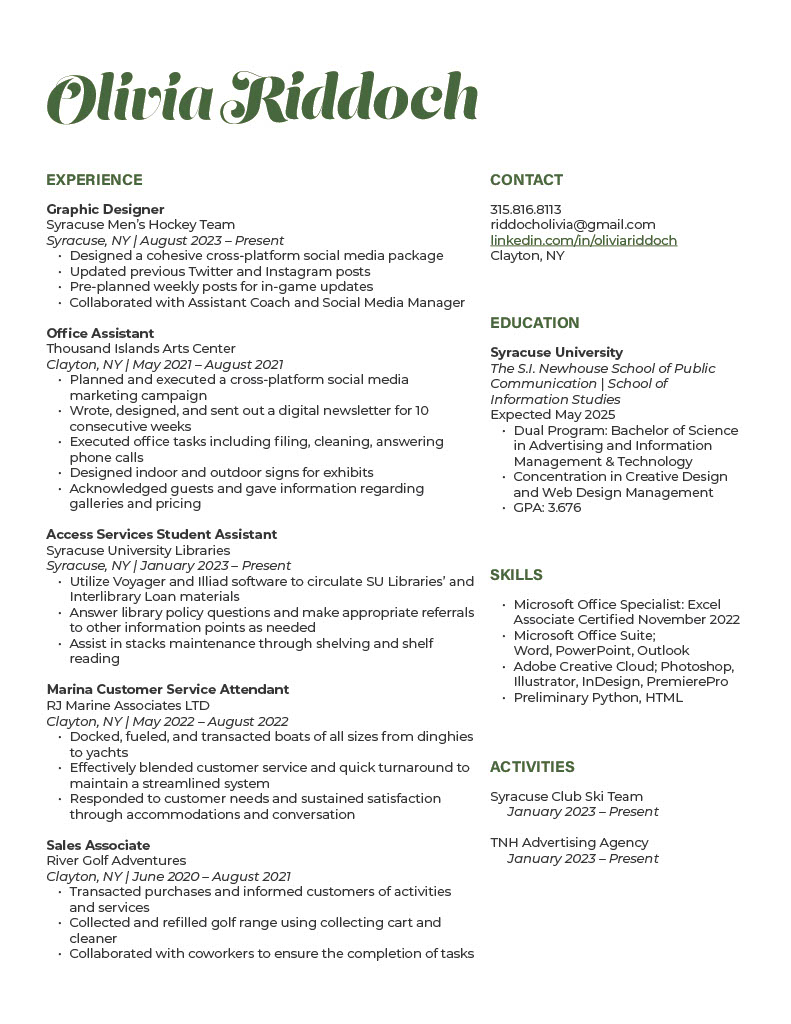 Olivia Riddoch
EXPERIENCE
Graphic Designer
Syracuse Men’s Hockey Team
Syracuse, NY | August 2023 – Present
• Designed a cohesive cross-platform social media package
• Updated previous Twitter and Instagram posts
• Pre-planned weekly posts for in-game updates
• Collaborated with Assistant Coach and Social Media Manager
Office Assistant
Thousand Islands Arts Center
Clayton, NY | May 2021 – August 2021
• Planned and executed a cross-platform social media
marketing campaign
• Wrote, designed, and sent out a digital newsletter for 10
consecutive weeks
• Executed office tasks including filing, cleaning, answering
phone calls
• Designed indoor and outdoor signs for exhibits
• Acknowledged guests and gave information regarding
galleries and pricing
Access Services Student Assistant
Syracuse University Libraries
Syracuse, NY | January 2023 – Present
• Utilize Voyager and Illiad software to circulate SU Libraries’ and
Interlibrary Loan materials
• Answer library policy questions and make appropriate referrals
to other information points as needed
• Assist in stacks maintenance through shelving and shelf
reading
Marina Customer Service Attendant
RJ Marine Associates LTD
Clayton, NY | May 2022 – August 2022
• Docked, fueled, and transacted boats of all sizes from dinghies
to yachts
• Effectively blended customer service and quick turnaround to
maintain a streamlined system
• Responded to customer needs and sustained satisfaction
through accommodations and conversation
Sales Associate
River Golf Adventures
Clayton, NY | June 2020 – August 2021
• Transacted purchases and informed customers of activities
and services
• Collected and refilled golf range using collecting cart and
cleaner
• Collaborated with coworkers to ensure the completion of tasks
CONTACT
315.816.8113
riddocholivia@gmail.com
linkedin.com/in/oliviariddoch
Clayton, NY
EDUCATION
Syracuse University
The S.I. Newhouse School of Public
Communication | School of
Information Studies
Expected May 2025
• Dual Program: Bachelor of Science
in Advertising and Information
Management & Technology
• Concentration in Creative Design
and Web Design Management
• GPA: 3.676
SKILLS
• Microsoft Office Specialist: Excel
Associate Certified November 2022
• Microsoft Office Suite;
Word, PowerPoint, Outlook
• Adobe Creative Cloud; Photoshop,
Illustrator, InDesign, PremierePro
• Preliminary Python, HTML
ACTIVITIES
Syracuse Club Ski Team
January 2023 – Present
TNH Advertising Agency
January 2023 – Present